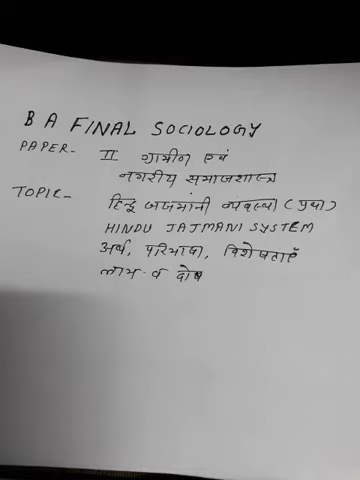 B A FINAL SOCIOLOGY
PAPER- II ग्रामीण एवं
नगरीय समाजशास्त्र
TOPIC- हिन्दू जजमानी व्यवस्था (प्रथा)
HINDU JAJMANI SYSTEM
अर्थ, परिभाषा, विशेषताएँ
लाभ व दोष